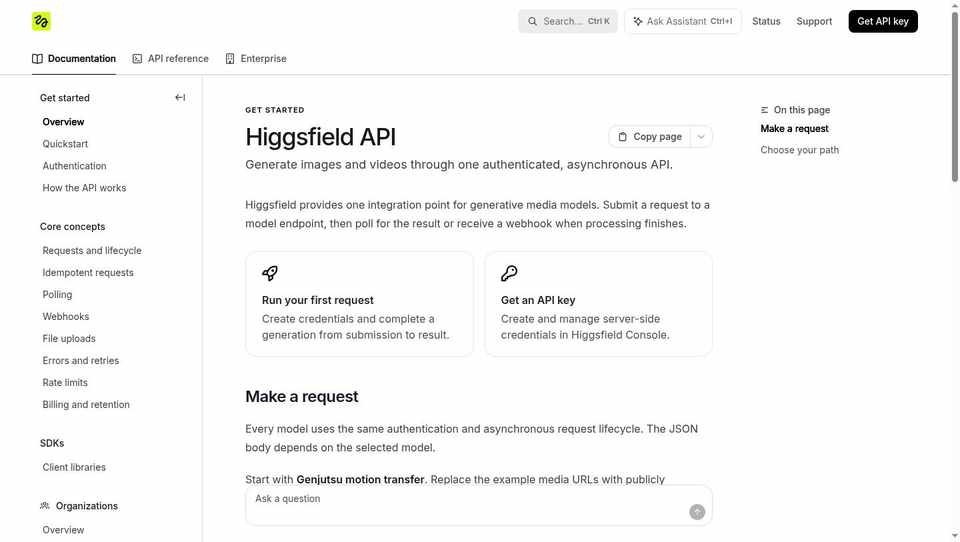 Search...
Ctrl K
Ask Assistant Ctrl+I
Status
Support
Get API key
Documentation
API reference
Enterprise
Get started
Overview
Quickstart
Authentication
How the API works
Core concepts
Requests and lifecycle
Idempotent requests
Polling
Webhooks
File uploads
Errors and retries
Rate limits
Billing and retention
SDKs
Client libraries
Organizations
Overview
GET STARTED
Higgsfield API
Copy page
Generate images and videos through one authenticated, asynchronous API.
Higgsfield provides one integration point for generative media models. Submit a request to a
model endpoint, then poll for the result or receive a webhook when processing finishes.
Run your first request
Create credentials and complete a
generation from submission to result.
Get an API key
Create and manage server-side
credentials in Higgsfield Console.
Make a request
Every model uses the same authentication and asynchronous request lifecycle. The JSON
body depends on the selected model.
Start with Genjutsu motion transfer. Replace the example media URLs with publicly
Ask a question
On this page
Make a request
Choose your path